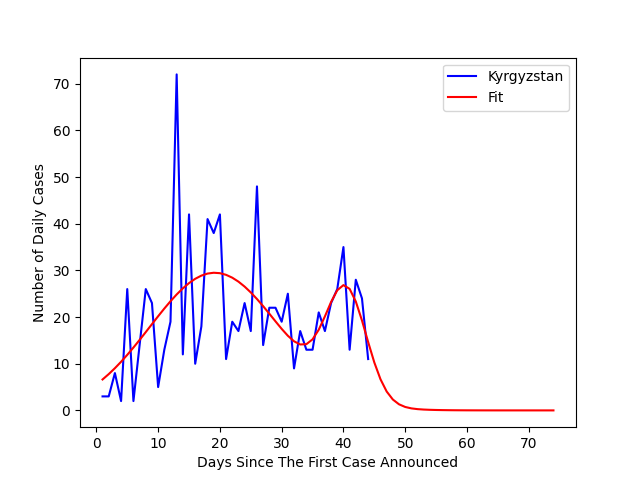 Kyrgyzstan
Fit
Number of Daily Cases
70
60
50
40
30
20
10
0
0 10 20 30 40 50 60 70
Days Since The First Case Announced